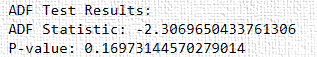 ADF Test Results:
ADF Statistic: -2.3069650433761306
P-value: 0.16973144570279014